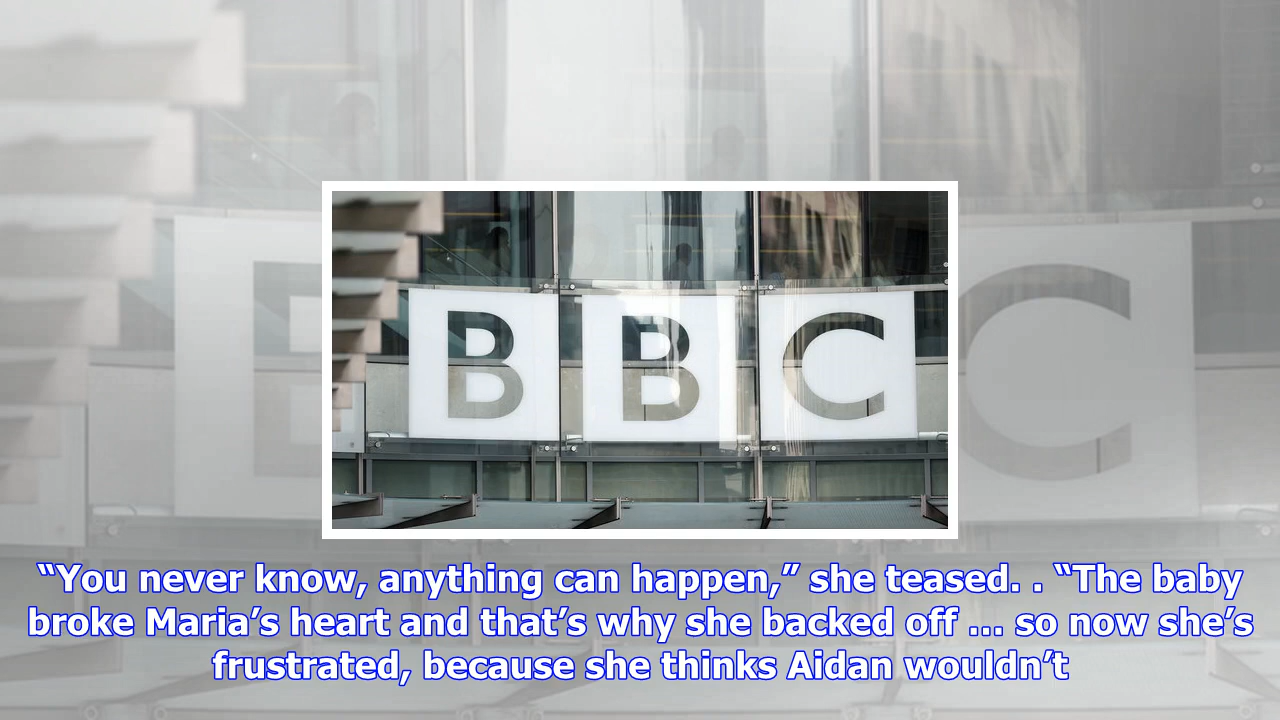 BBC
“You never know, anything can happen,” she teased. . “The baby
broke Maria’s heart and that’s why she backed off ... so now she’s
frustrated, because she thinks Aidan wouldn’t